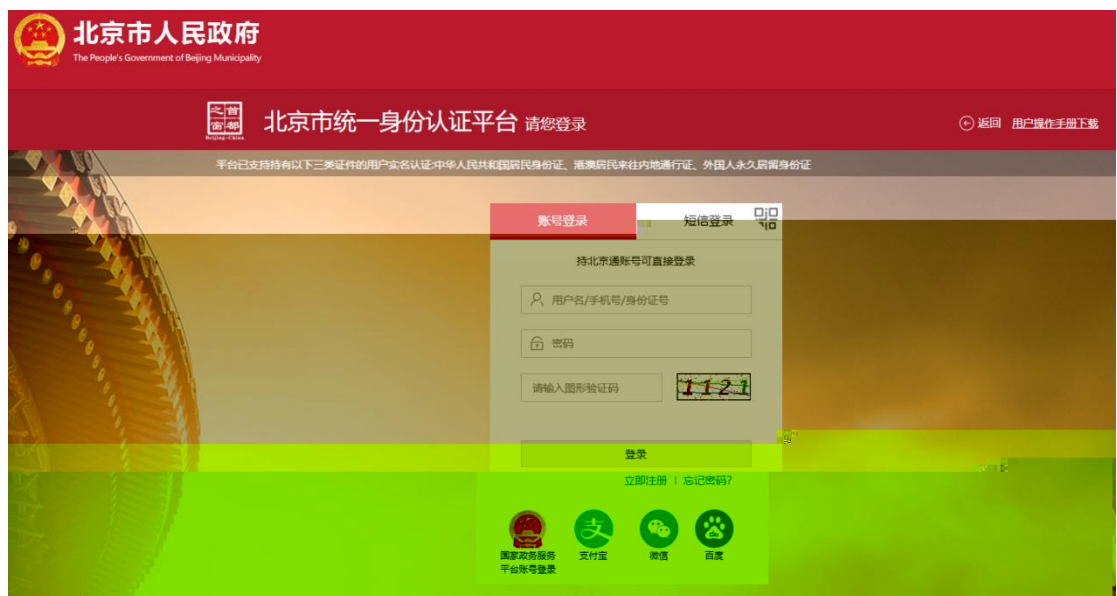 北京市人民政府
The People's Government of Beijing Municipality
首都之窗
Beijing-China
北京市统一身份认证平台 请您登录
返回 用户操作手册下载
平台已支持持有以下三类证件的用户实名认证:中华人民共和国居民身份证、港澳居民来往内地通行证、外国人永久居留身份证
账号登录 短信登录
持北京通账号可直接登录
用户名/手机号/身份证号
密码
请输入图形验证码 1121
登录
立即注册 | 忘记密码?
国家政务服务
平台账号登录
支付宝
微信
百度